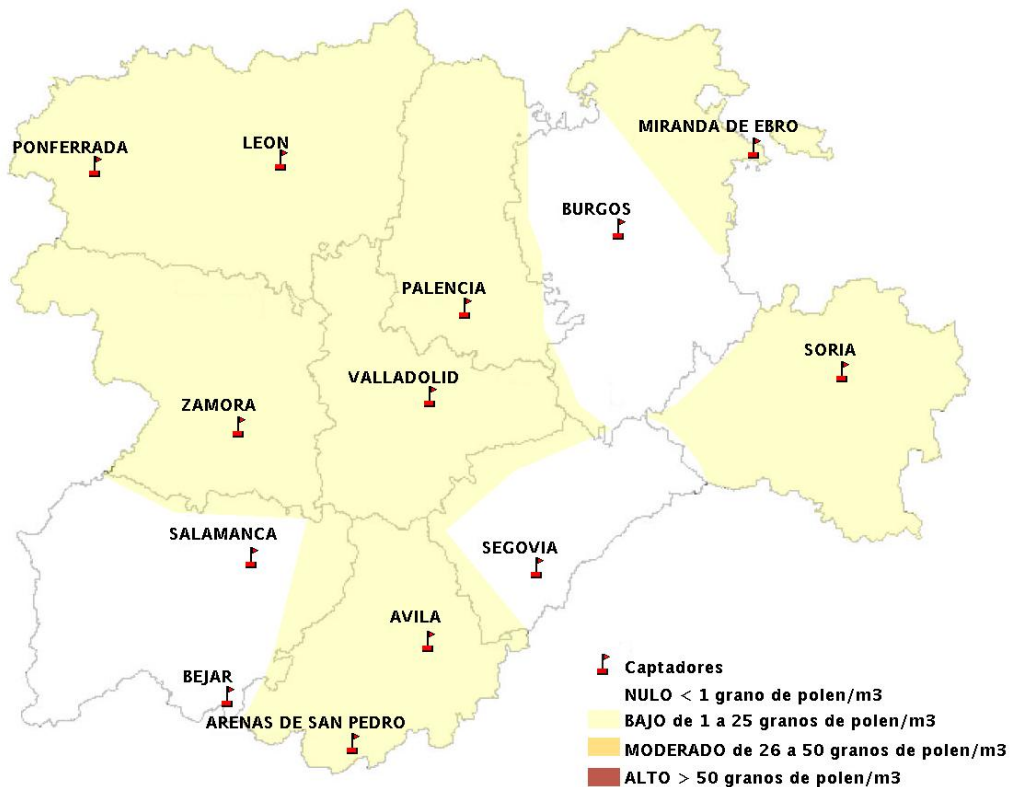 MIRANDA DE EBRO
PONFERRADA
LEON
BURGOS
PALENCIA
SORIA
VALLADOLID
ZAMORA
SALAMANCA
SEGOVIA
AVILA
BEJAR
ARENAS DE SAN PEDRO
Captadores
NULO < 1 grano de polen/m3
BAJO de 1 a 25 granos de polen/m3
MODERADO de 26 a 50 granos de polen/m3
ALTO > 50 granos de polen/m3